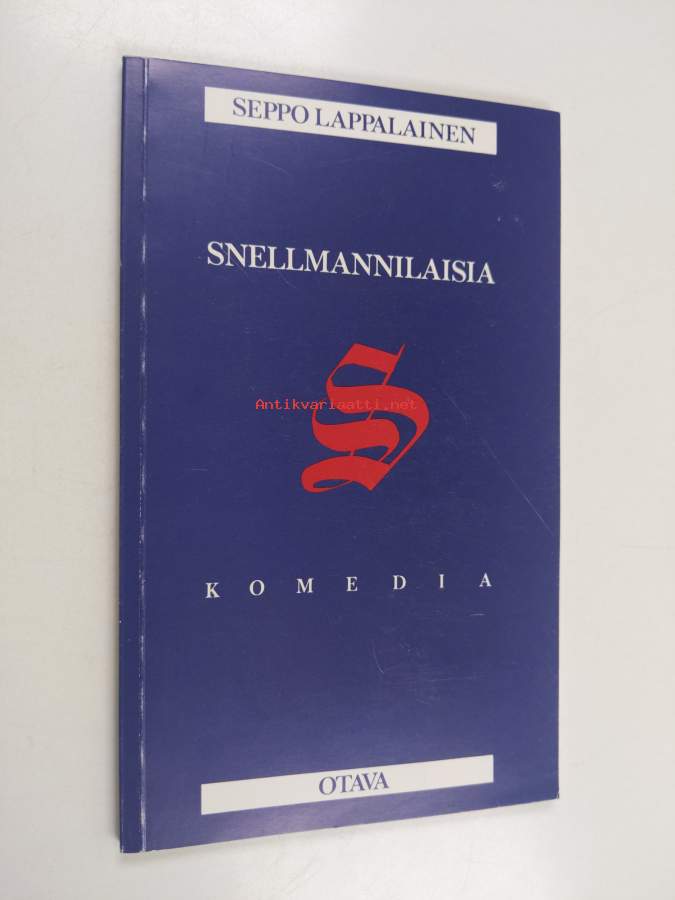 SEPPO LAPPALAINEN
SNELLMANNILAISIA
S
Antikvariaatti.net
KOMEDIA
OTAVA